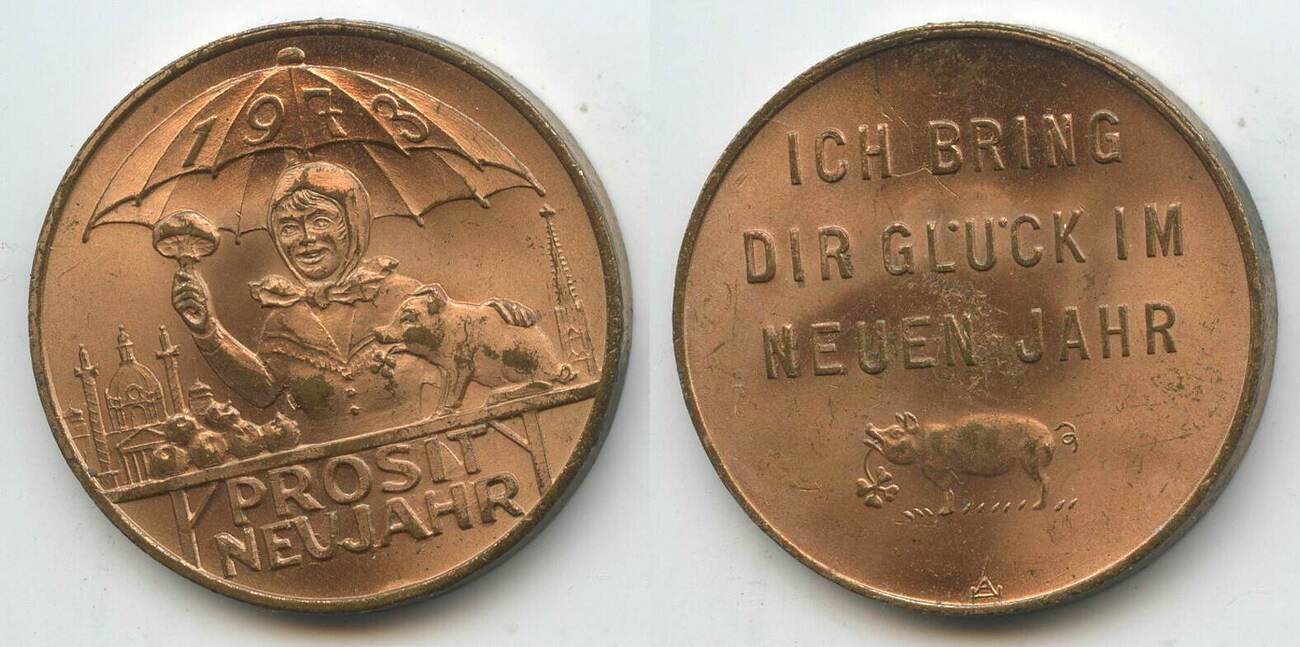 1973
PROSIT
NEUJAHR
ICH BRING
DIR GLÜCK IM
NEUEN JAHR